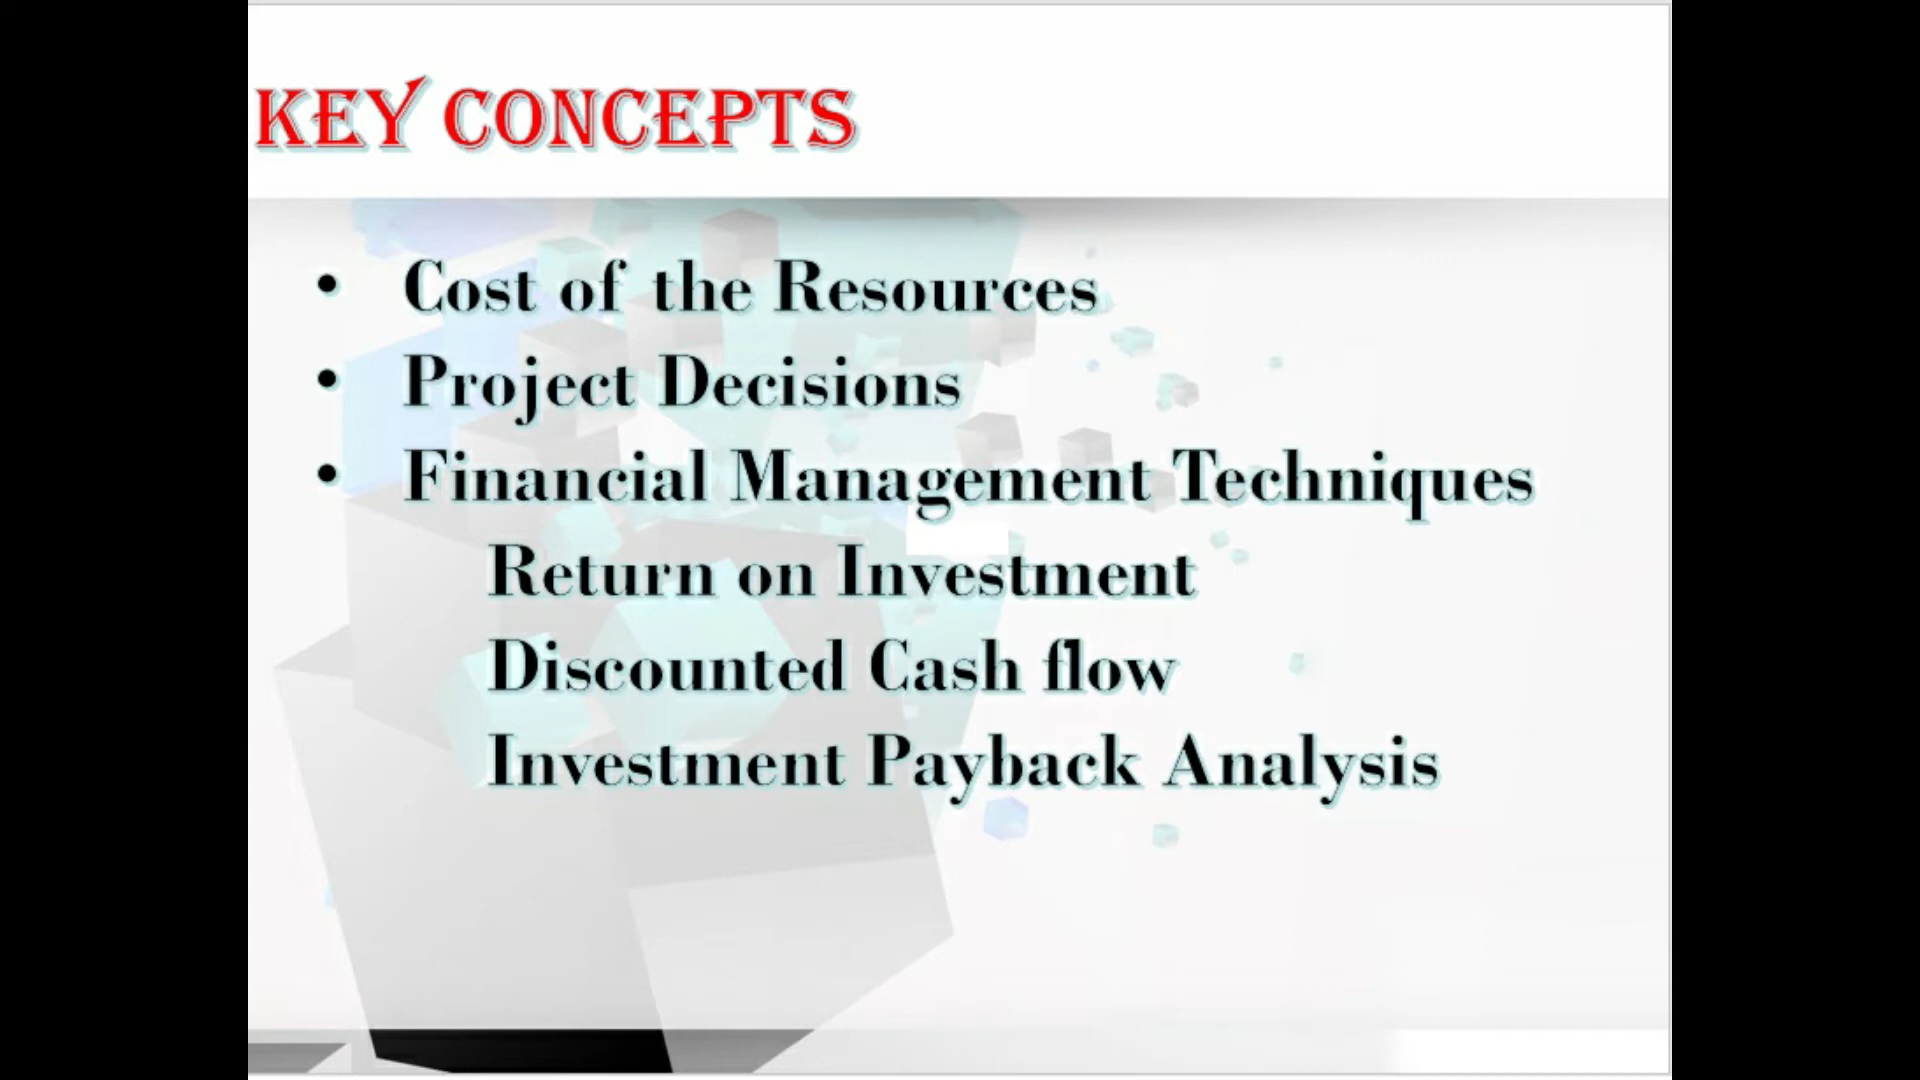 KEY CONCEPTS
• Cost of the Resources
• Project Decisions
• Financial Management Techniques
Return on Investment
Discounted Cash flow
Investment Payback Analysis